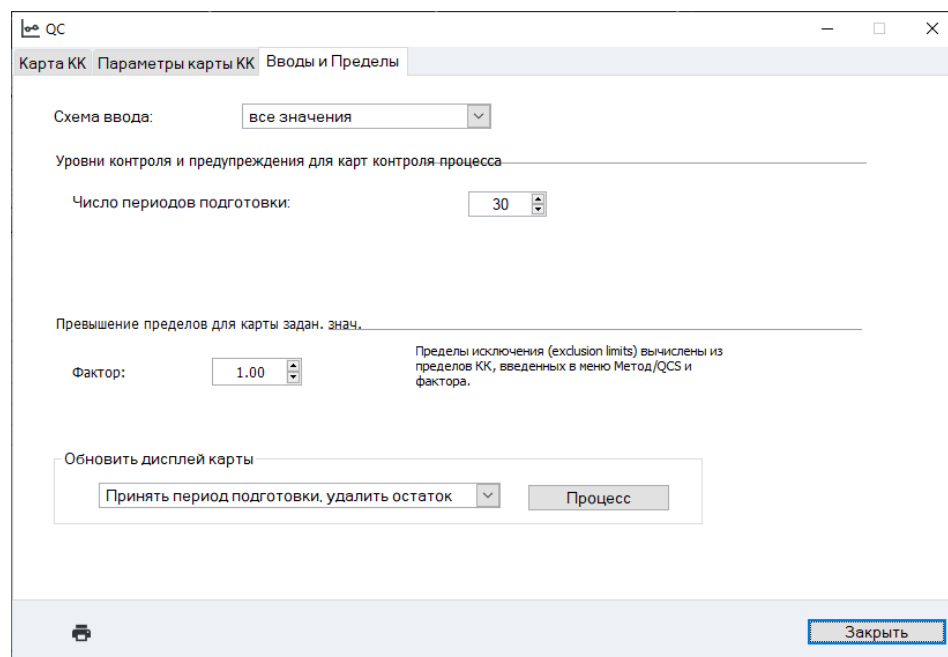 QC
Карта КК Параметры карты КК Вводы и Пределы
Схема ввода: все значения
Уровни контроля и предупреждения для карт контроля процесса
Число периодов подготовки: 30
Превышение пределов для карты задан. знач.
Фактор: 1.00
Пределы исключения (exclusion limits) вычислены из
пределов КК, введенных в меню Метод/QCS и
фактора.
Обновить дисплей карты
Принять период подготовки, удалить остаток Процесс
Закрыть